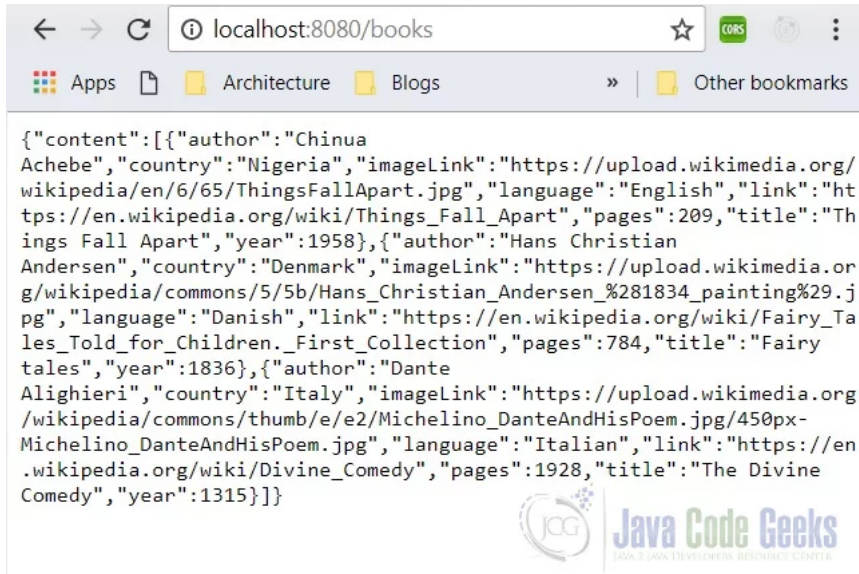 localhost:8080/books
CORS
Apps
Architecture
Blogs
»
Other bookmarks
{"content":[{"author":"Chinua
Achebe","country":"Nigeria","imageLink":"https://upload.wikimedia.org/
wikipedia/en/6/65/ThingsFallApart.jpg","language":"English","link":"ht
tps://en.wikipedia.org/wiki/Things_Fall_Apart","pages":209,"title":"Th
ings Fall Apart","year":1958},{"author":"Hans Christian
Andersen","country":"Denmark","imageLink":"https://upload.wikimedia.or
g/wikipedia/commons/5/5b/Hans_Christian_Andersen_%281834_painting%29.j
pg","language":"Danish","link":"https://en.wikipedia.org/wiki/Fairy_Ta
les_Told_for_Children._First_Collection","pages":784,"title":"Fairy
tales","year":1836},{"author":"Dante
Alighieri","country":"Italy","imageLink":"https://upload.wikimedia.org
/wikipedia/commons/thumb/e/e2/Michelino_DanteAndHisPoem.jpg/450px-
Michelino_DanteAndHisPoem.jpg","language":"Italian","link":"https://en
.wikipedia.org/wiki/Divine_Comedy","pages":1928,"title":"The Divine
Comedy","year":1315}]}
JCG
Java Code Geeks
JAVA 2 JAVA DEVELOPERS RESOURCE CENTER